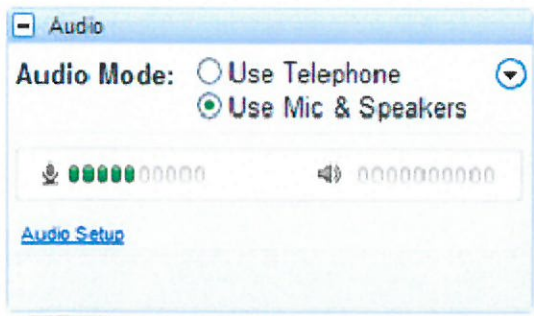 Audio
Audio Mode: Use Telephone
Use Mic & Speakers
Audio Setup